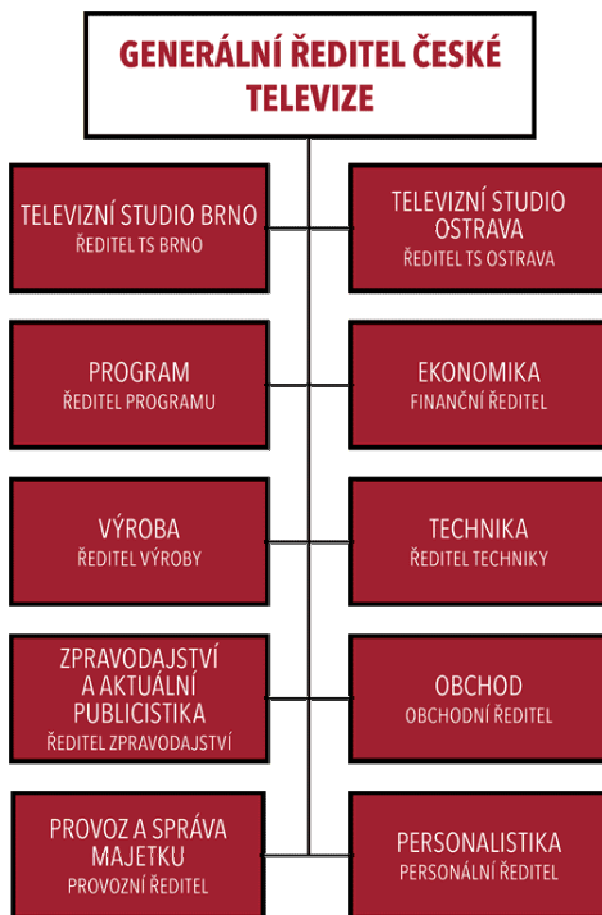 GENERÁLNÍ ŘEDITEL ČESKÉ
TELEVIZE
TELEVIZNÍ STUDIO BRNO
ŘEDITEL TS BRNO
TELEVIZNÍ STUDIO
OSTRAVA
ŘEDITEL TS OSTRAVA
PROGRAM
ŘEDITEL PROGRAMU
EKONOMIKA
FINANČNÍ ŘEDITEL
VÝROBA
ŘEDITEL VÝROBY
TECHNIKA
ŘEDITEL TECHNIKY
ZPRAVODAJSTVÍ
A AKTUÁLNÍ
PUBLICISTIKA
ŘEDITEL ZPRAVODAJSTVÍ
OBCHOD
OBCHODNÍ ŘEDITEL
PROVOZ A SPRÁVA
MAJETKU
PROVOZNÍ ŘEDITEL
PERSONALISTIKA
PERSONÁLNÍ ŘEDITEL